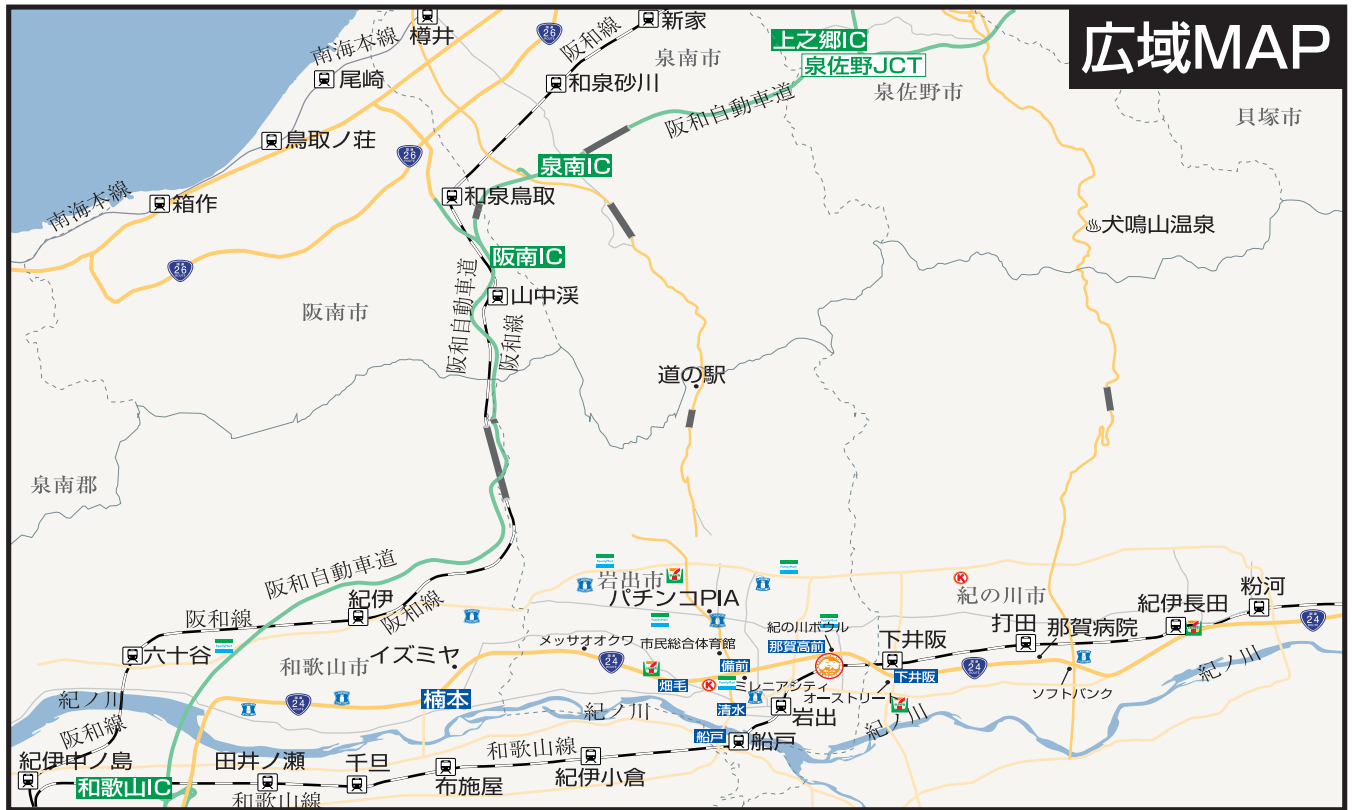 広域MAP
新家
樽井
南海本線
26
阪和線
泉南市
上之郷IC
泉佐野JCT
泉佐野市
貝塚市
尾崎
和泉砂川
阪和自動車道
鳥取ノ荘
26
泉南IC
南海本線
箱作
和泉鳥取
犬鳴山温泉
26
阪南IC
阪南市
阪和自動車道
山中渓
阪和線
道の駅
泉南郡
阪和自動車道
岩出市
FamilyMart
FamilyMart
パチンコPIA
紀の川市
K
粉河
紀伊長田
24
紀伊
阪和線
阪和線
FamilyMart
六十谷
和歌山市
イズミヤ
メッサオオクワ
24
FamilyMart
市民総合体育館
紀の川ボウル
FamilyMart
那賀高前
下井阪
打田
那賀病院
24
備前
畑毛
K
FamilyMart
ミレニアシティ
オーストリート
下井阪
ソフトバンク
紀ノ川
紀ノ川
24
楠本
紀ノ川
清水
岩出
紀ノ川
阪和線
船戸
船戸
和歌山線
紀伊中ノ島
和歌山IC
田井ノ瀬
千旦
布施屋
紀伊小倉
和歌山線